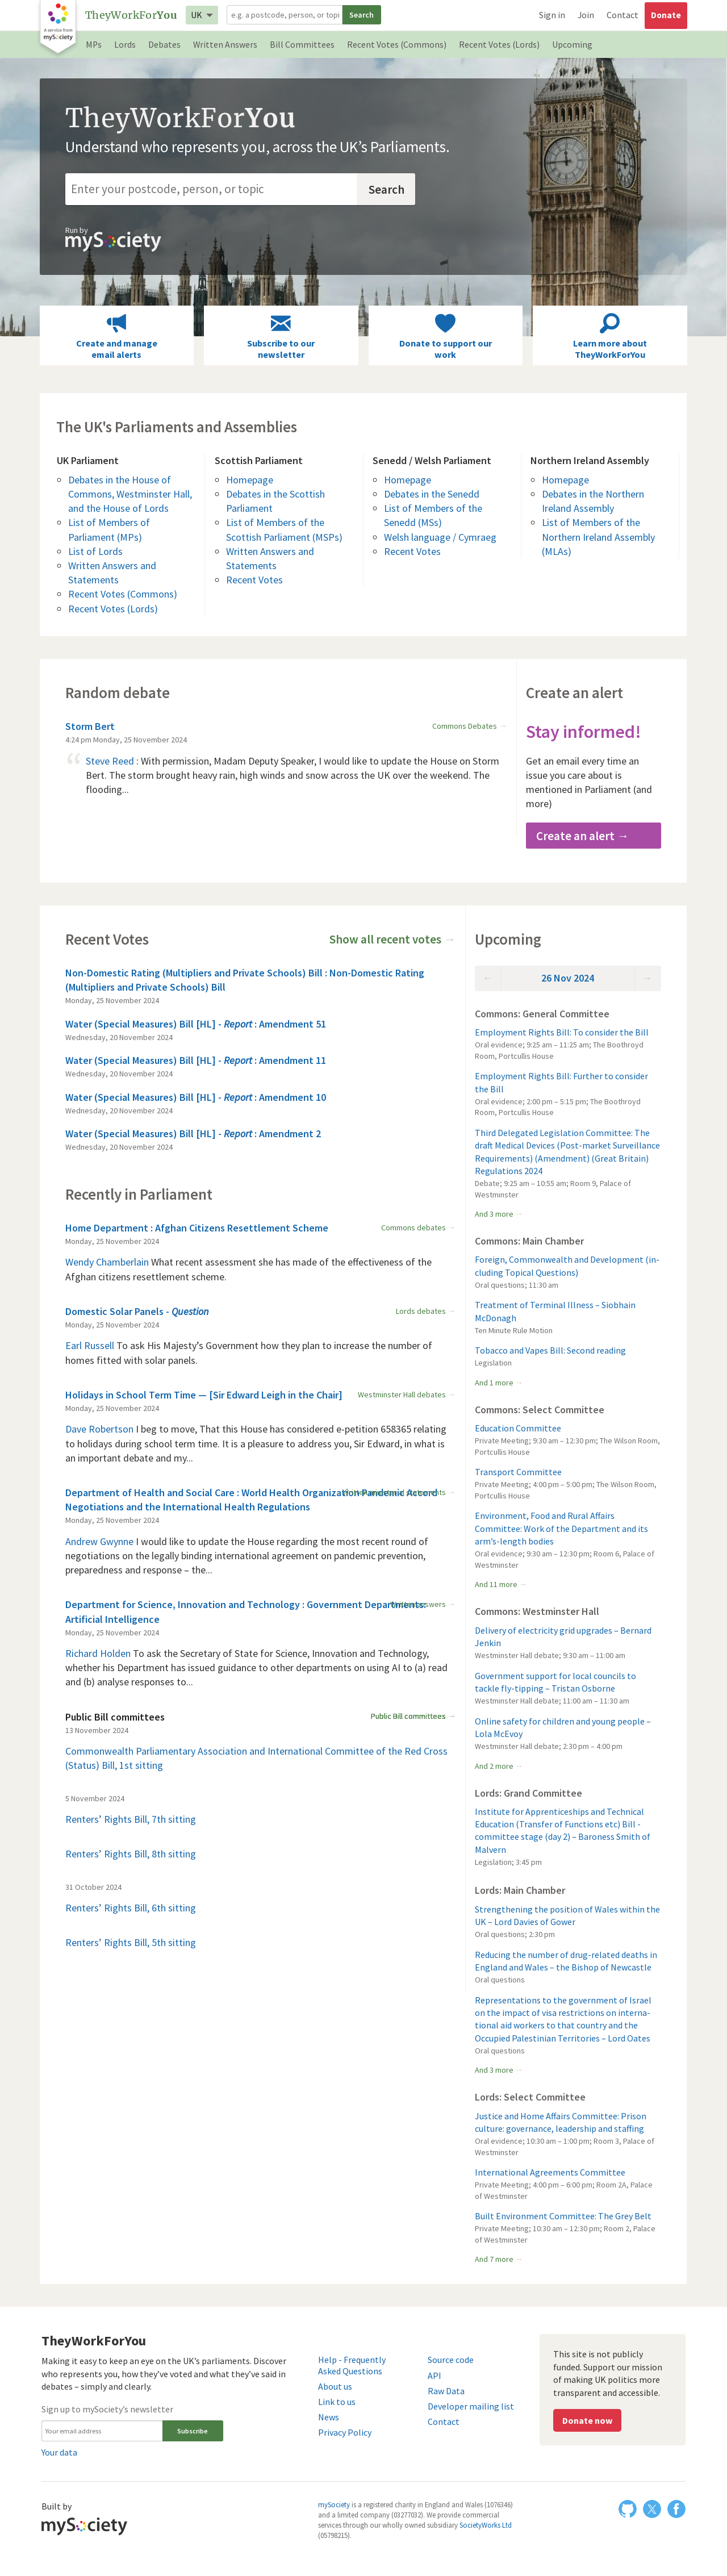 A service from
mySociety
TheyWorkForYou
UK
e.g. a postcode, person, or topi
Search
Sign in
Join
Contact
Donate
MPs
Lords
Debates
Written Answers
Bill Committees
Recent Votes (Commons)
Recent Votes (Lords)
Upcoming
TheyWorkForYou
Understand who represents you, across the UK’s Parliaments.
Enter your postcode, person, or topic
Search
Run by
mySociety
Create and manage
email alerts
Subscribe to our
newsletter
Donate to support our
work
Learn more about
TheyWorkForYou
The UK's Parliaments and Assemblies
UK Parliament
Debates in the House of
Commons, Westminster Hall,
and the House of Lords
List of Members of
Parliament (MPs)
List of Lords
Written Answers and
Statements
Recent Votes (Commons)
Recent Votes (Lords)
Scottish Parliament
Homepage
Debates in the Scottish
Parliament
List of Members of the
Scottish Parliament (MSPs)
Written Answers and
Statements
Recent Votes
Senedd / Welsh Parliament
Homepage
Debates in the Senedd
List of Members of the
Senedd (MSs)
Welsh language / Cymraeg
Recent Votes
Northern Ireland Assembly
Homepage
Debates in the Northern
Ireland Assembly
List of Members of the
Northern Ireland Assembly
(MLAs)
Random debate
Storm Bert
Commons Debates →
4:24 pm Monday, 25 November 2024
“ Steve Reed : With permission, Madam Deputy Speaker, I would like to update the House on Storm
Bert. The storm brought heavy rain, high winds and snow across the UK over the weekend. The
flooding...
Create an alert
Stay informed!
Get an email every time an
issue you care about is
mentioned in Parliament (and
more)
Create an alert →
Recent Votes
Show all recent votes →
Non-Domestic Rating (Multipliers and Private Schools) Bill : Non-Domestic Rating
(Multipliers and Private Schools) Bill
Monday, 25 November 2024
Water (Special Measures) Bill [HL] - Report : Amendment 51
Wednesday, 20 November 2024
Water (Special Measures) Bill [HL] - Report : Amendment 11
Wednesday, 20 November 2024
Water (Special Measures) Bill [HL] - Report : Amendment 10
Wednesday, 20 November 2024
Water (Special Measures) Bill [HL] - Report : Amendment 2
Wednesday, 20 November 2024
Recently in Parliament
Home Department : Afghan Citizens Resettlement Scheme
Commons debates →
Monday, 25 November 2024
Wendy Chamberlain What recent assessment she has made of the effectiveness of the
Afghan citizens resettlement scheme.
Domestic Solar Panels - Question
Lords debates →
Monday, 25 November 2024
Earl Russell To ask His Majesty’s Government how they plan to increase the number of
homes fitted with solar panels.
Holidays in School Term Time — [Sir Edward Leigh in the Chair]
Westminster Hall debates →
Monday, 25 November 2024
Dave Robertson I beg to move, That this House has considered e-petition 658365 relating
to holidays during school term time. It is a pleasure to address you, Sir Edward, in what is
an important debate and my...
Department of Health and Social Care : World Health Organization Pandemic Accord
Negotiations and the International Health Regulations
Monday, 25 November 2024
Andrew Gwynne I would like to update the House regarding the most recent round of
negotiations on the legally binding international agreement on pandemic prevention,
preparedness and response – the...
Department for Science, Innovation and Technology : Government Departments:
Artificial Intelligence
Monday, 25 November 2024
Richard Holden To ask the Secretary of State for Science, Innovation and Technology,
whether his Department has issued guidance to other departments on using AI to (a) read
and (b) analyse responses to...
Public Bill committees
Public Bill committees →
13 November 2024
Commonwealth Parliamentary Association and International Committee of the Red Cross
(Status) Bill, 1st sitting
5 November 2024
Renters’ Rights Bill, 7th sitting
Renters’ Rights Bill, 8th sitting
31 October 2024
Renters’ Rights Bill, 6th sitting
Renters’ Rights Bill, 5th sitting
Upcoming
← 26 Nov 2024 →
Commons: General Committee
Employment Rights Bill: To consider the Bill
Oral evidence; 9:25 am – 11:25 am; The Boothroyd
Room, Portcullis House
Employment Rights Bill: Further to consider
the Bill
Oral evidence; 2:00 pm – 5:15 pm; The Boothroyd
Room, Portcullis House
Third Delegated Legislation Committee: The
draft Medical Devices (Post-market Surveillance
Requirements) (Amendment) (Great Britain)
Regulations 2024
Debate; 9:25 am – 10:55 am; Room 9, Palace of
Westminster
And 3 more →
Commons: Main Chamber
Foreign, Commonwealth and Development (in-
cluding Topical Questions)
Oral questions; 11:30 am
Treatment of Terminal Illness – Siobhain
McDonagh
Ten Minute Rule Motion
Tobacco and Vapes Bill: Second reading
Legislation
And 1 more →
Commons: Select Committee
Education Committee
Private Meeting; 9:30 am – 12:30 pm; The Wilson Room,
Portcullis House
Transport Committee
Private Meeting; 4:00 pm – 5:00 pm; The Wilson Room,
Portcullis House
Environment, Food and Rural Affairs
Committee: Work of the Department and its
arm’s-length bodies
Oral evidence; 9:30 am – 12:30 pm; Room 6, Palace of
Westminster
And 11 more →
Commons: Westminster Hall
Delivery of electricity grid upgrades – Bernard
Jenkin
Westminster Hall debate; 9:30 am – 11:00 am
Government support for local councils to
tackle fly-tipping – Tristan Osborne
Westminster Hall debate; 11:00 am – 11:30 am
Online safety for children and young people –
Lola McEvoy
Westminster Hall debate; 2:30 pm – 4:00 pm
And 2 more →
Lords: Grand Committee
Institute for Apprenticeships and Technical
Education (Transfer of Functions etc) Bill -
committee stage (day 2) – Baroness Smith of
Malvern
Legislation; 3:45 pm
Lords: Main Chamber
Strengthening the position of Wales within the
UK – Lord Davies of Gower
Oral questions; 2:30 pm
Reducing the number of drug-related deaths in
England and Wales – the Bishop of Newcastle
Oral questions
Representations to the government of Israel
on the impact of visa restrictions on interna-
tional aid workers to that country and the
Occupied Palestinian Territories – Lord Oates
Oral questions
And 3 more →
Lords: Select Committee
Justice and Home Affairs Committee: Prison
culture: governance, leadership and staffing
Oral evidence; 10:30 am – 1:00 pm; Room 3, Palace of
Westminster
International Agreements Committee
Private Meeting; 4:00 pm – 6:00 pm; Room 2A, Palace
of Westminster
Built Environment Committee: The Grey Belt
Private Meeting; 10:30 am – 12:30 pm; Room 2, Palace
of Westminster
And 7 more →
TheyWorkForYou
Making it easy to keep an eye on the UK’s parliaments. Discover
who represents you, how they’ve voted and what they’ve said in
debates – simply and clearly.
Sign up to mySociety’s newsletter
Your email address
Subscribe
Your data
Help - Frequently
Asked Questions
About us
Link to us
News
Privacy Policy
Source code
API
Raw Data
Developer mailing list
Contact
This site is not publicly
funded. Support our mission
of making UK politics more
transparent and accessible.
Donate now
Built by
mySociety
mySociety is a registered charity in England and Wales (1076346)
and a limited company (03277032). We provide commercial
services through our wholly owned subsidiary SocietyWorks Ltd
(05798215).